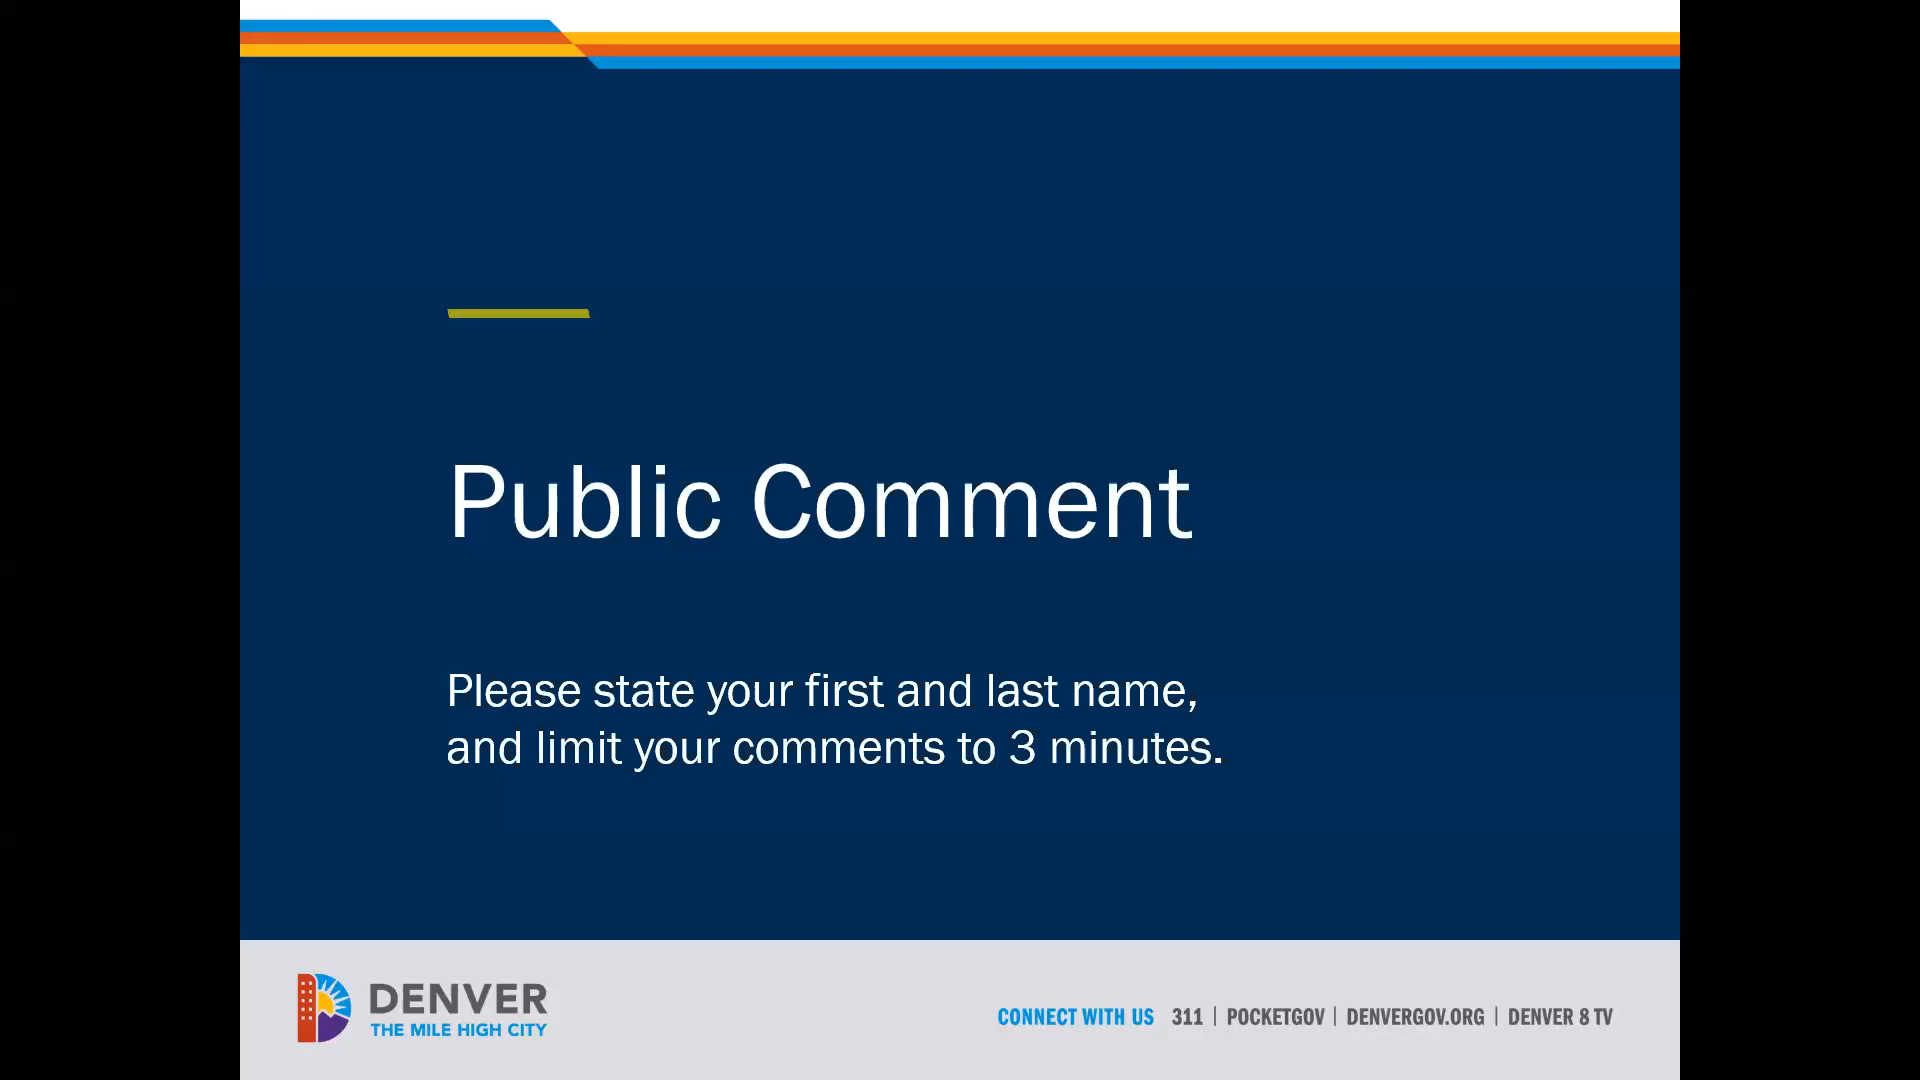 Public Comment
Please state your first and last name,
and limit your comments to 3 minutes.
DENVER
THE MILE HIGH CITY
CONNECT WITH US 311 | POCKETGOV | DENVERGOV.ORG | DENVER 8 TV